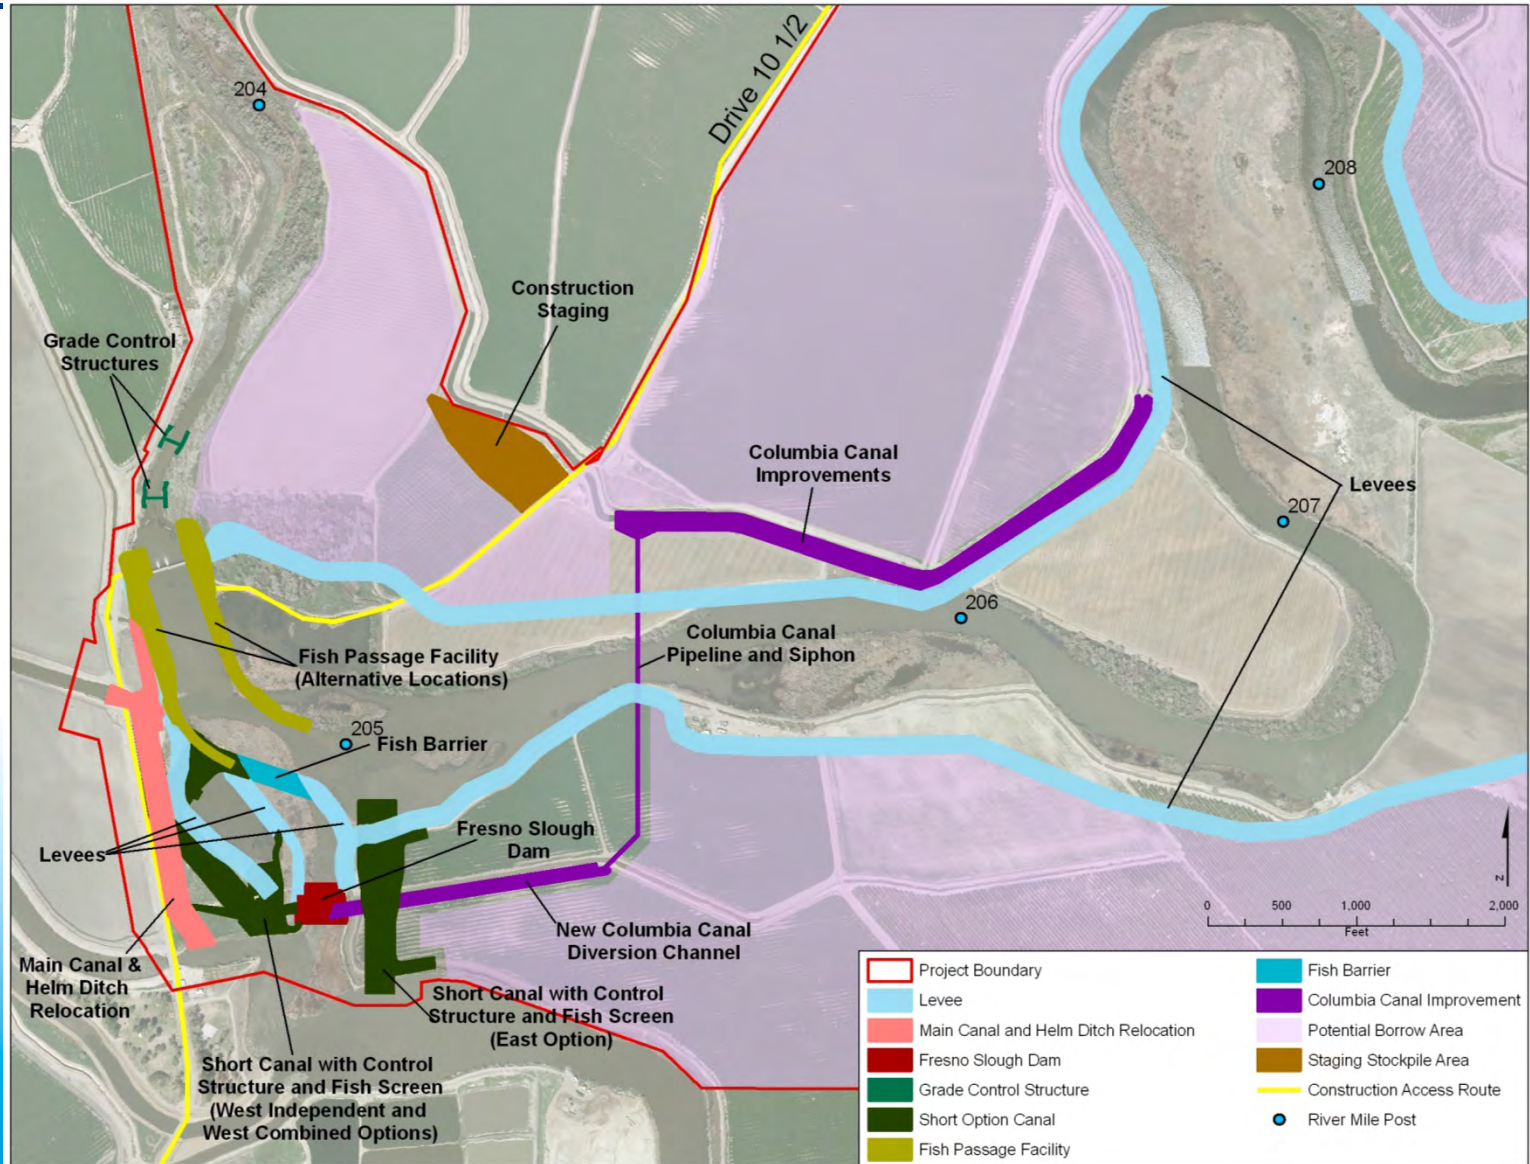 Drive 10 1/2
204
208
Construction
Staging
Grade Control
Structures
Columbia Canal
Improvements
Levees
207
206
Columbia Canal
Pipeline and Siphon
Fish Passage Facility
(Alternative Locations)
205
Fish Barrier
Fresno Slough
Dam
Levees
New Columbia Canal
Diversion Channel
Main Canal &
Helm Ditch
Relocation
Short Canal with Control
Structure and Fish Screen
(East Option)
Short Canal with Control
Structure and Fish Screen
(West Independent and
West Combined Options)
N
0 500 1,000 2,000
Feet
Project Boundary
Levee
Main Canal and Helm Ditch Relocation
Fresno Slough Dam
Grade Control Structure
Short Option Canal
Fish Passage Facility
Fish Barrier
Columbia Canal Improvement
Potential Borrow Area
Staging Stockpile Area
Construction Access Route
River Mile Post